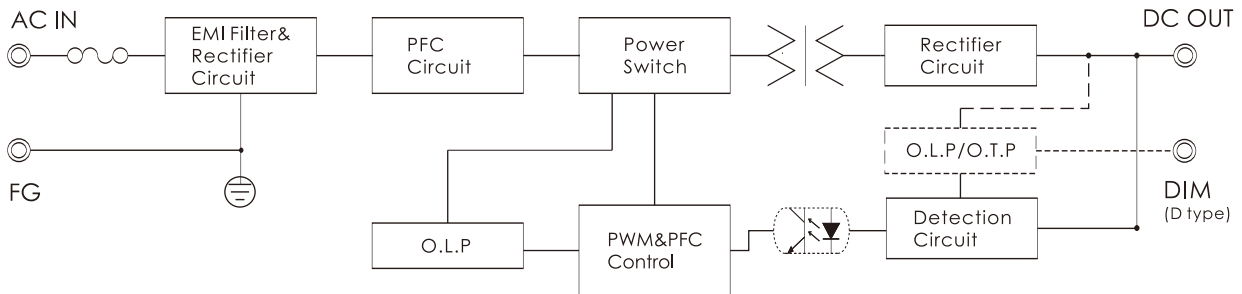 AC IN
EMI Filter&
Rectifier
Circuit
PFC
Circuit
Power
Switch
Rectifier
Circuit
DC OUT
O.L.P/O.T.P
FG
DIM
(D type)
O.L.P
PWM&PFC
Control
Detection
Circuit